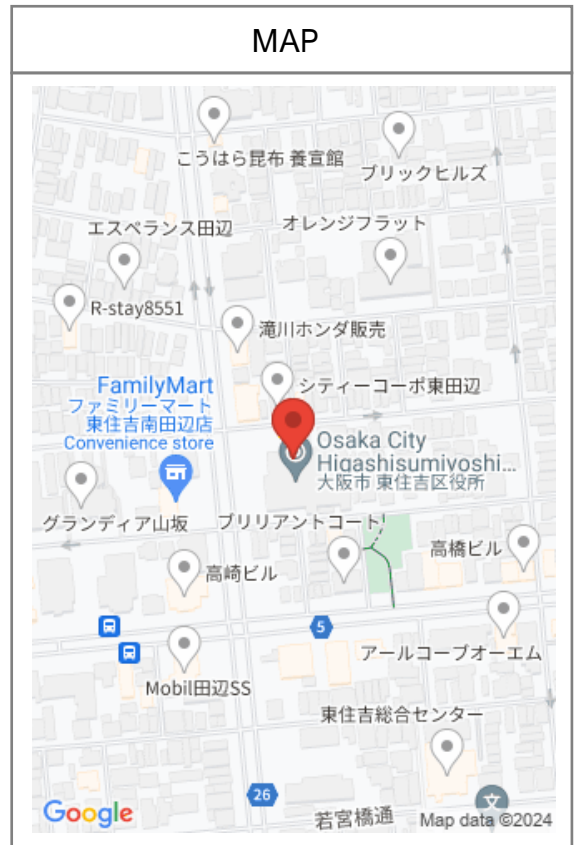 MAP
こうはら昆布 養宣館
ブリックヒルズ
エスペランス田辺
オレンジフラット
R-stay8551
滝川ホンダ販売
FamilyMart
ファミリーマート
東住吉南田辺店
Convenience store
シティーコーポ東田辺
Osaka City
Higashisumiyoshi...
大阪市 東住吉区役所
グランディア山坂
ブリリアントコートI
高橋ビル
高崎ビル
5
アールコーブオーエム
Mobil田辺SS
東住吉総合センター
26
Google
若宮橋通
Map data ©2024